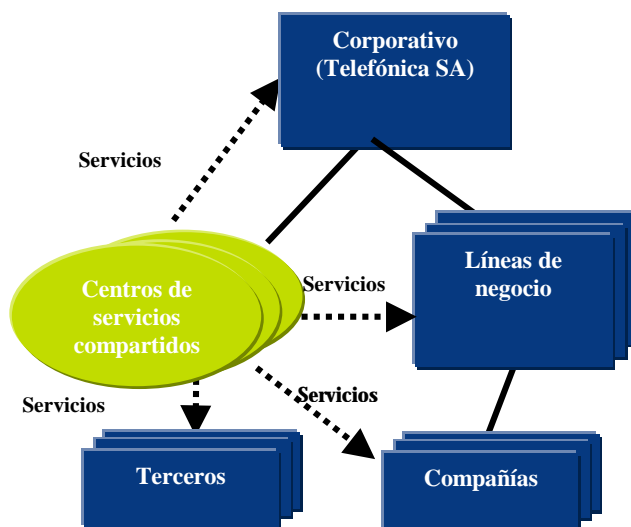 Corporativo
(Telefónica SA)
Servicios
Líneas de
negocio
Servicios
Centros de
servicios
compartidos
Servicios
Servicios
Terceros
Compañías